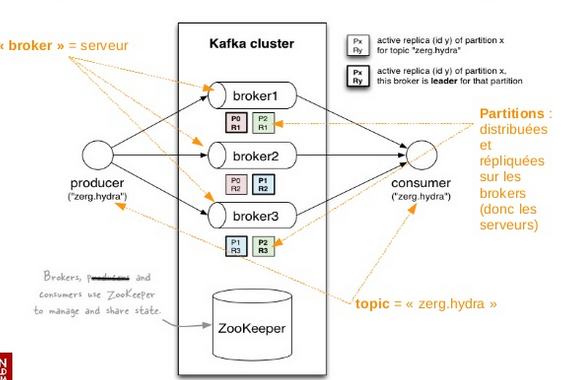 « broker » = serveur
Kafka cluster
Px
Ry
active replica (id y) of partition x
for topic "zerg.hydra"
Px
Ry
active replica (id y) of partition x,
this broker is leader for that partition
broker1
P0
R1
P2
R1
broker2
P0
R2
P1
R2
broker3
P1
R3
P2
R3
producer
("zerg.hydra")
consumer
("zerg.hydra")
Partitions :
distribuées
et
répliquées
sur les
brokers
(donc les
serveurs)
Brokers, producers and
consumers use ZooKeeper
to manage and share state.
ZooKeeper
topic = « zerg.hydra »